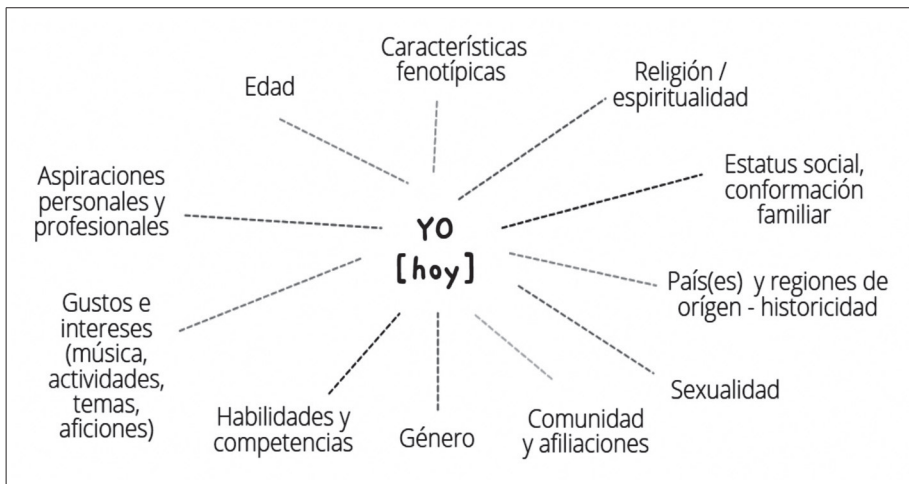 Características
fenotípicas
Edad
Religión /
espiritualidad
Aspiraciones
personales y
profesionales
Estatus social,
conformación
familiar
YO
[hoy]
País(es) y regiones de
orígen - historicidad
Gustos e
intereses
(música,
actividades,
temas,
aficiones)
Sexualidad
Habilidades y
competencias
Género
Comunidad
y afiliaciones